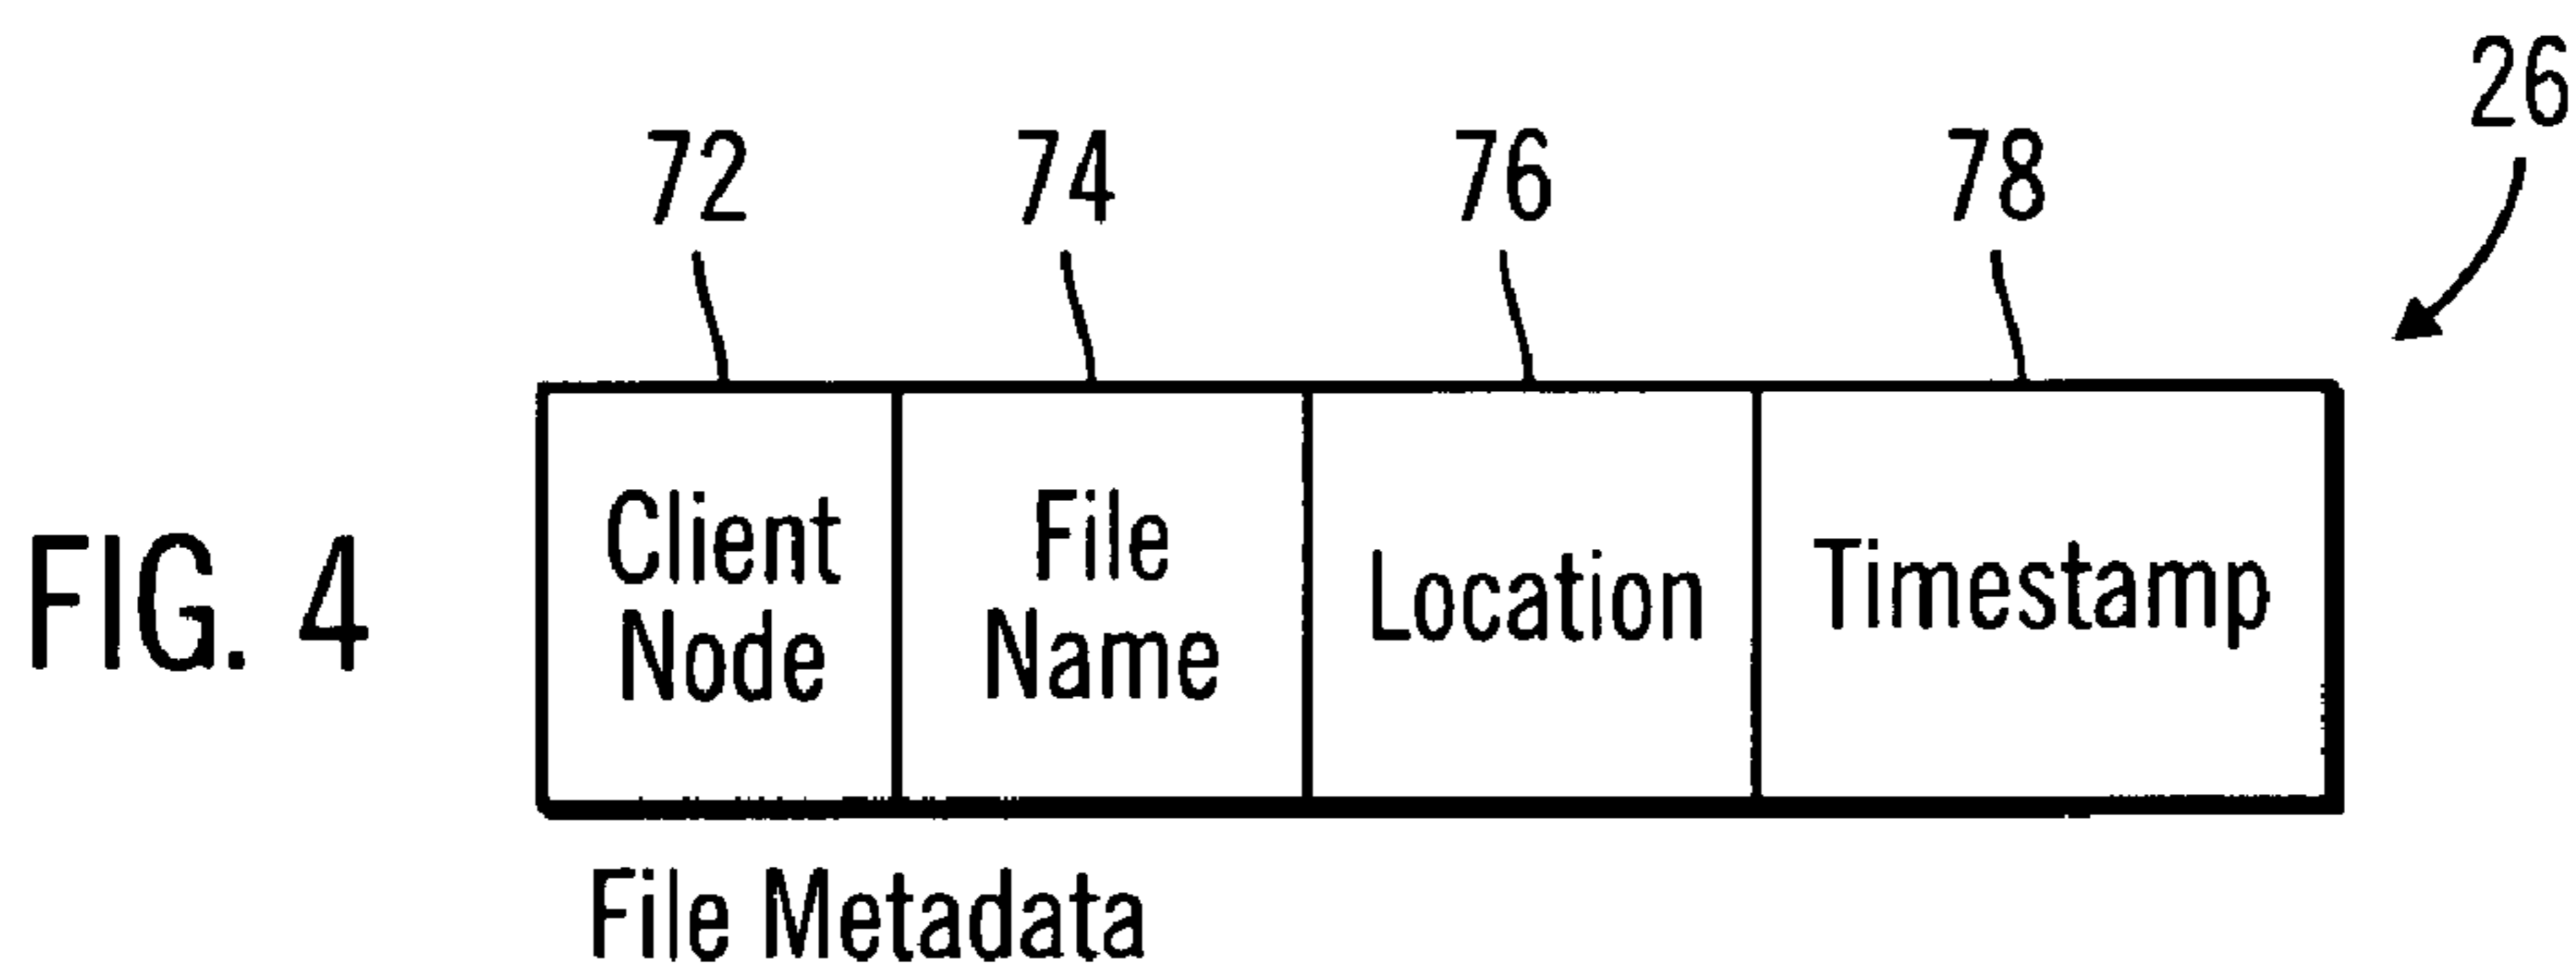 26
72 74 76 78
FIG. 4
Client
Node
File
Name
Location
Timestamp
File Metadata